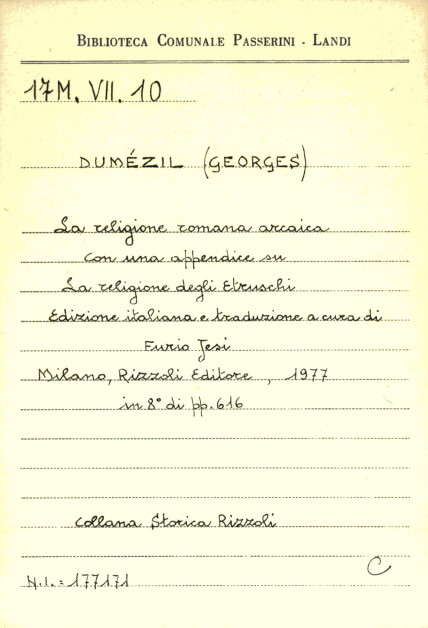 BIBLIOTECA COMUNALE PASSERINI - LANDI
17M. VII. 10
DUMÉZIL (GEORGES)
La religione romana arcaica
con una appendice su
La religione degli Etruschi
Edizione italiana e traduzione a cura di
Furio Jesi
Milano, Rizzoli Editore, 1977
in 8° di pp. 616
Collana Storica Rizzoli
C
N.I. = 177171